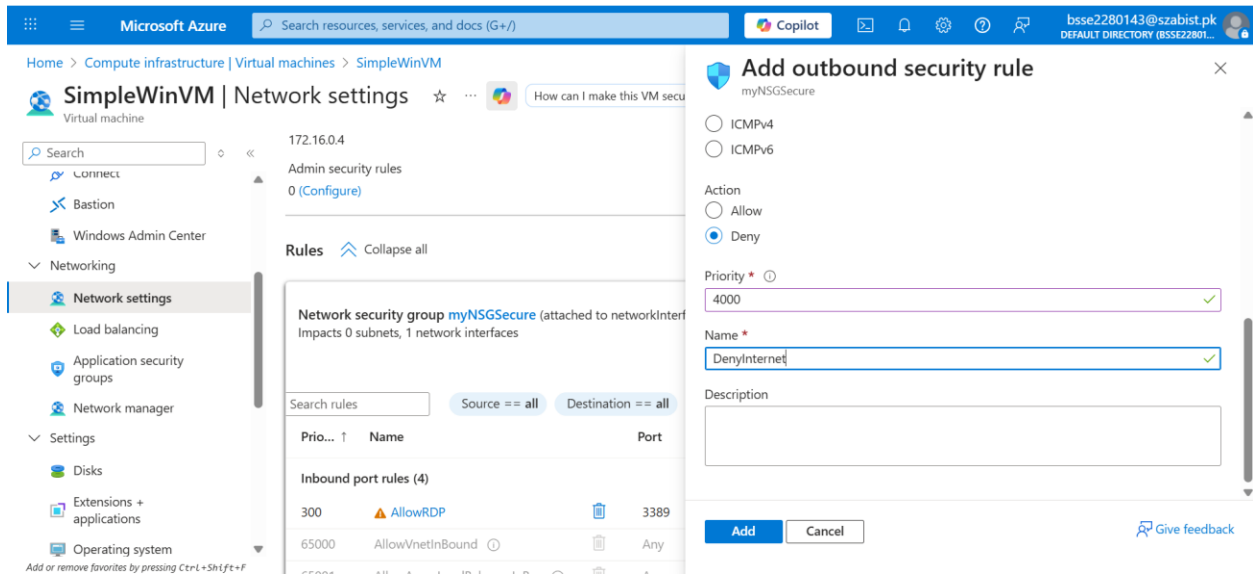 Microsoft Azure
Search resources, services, and docs (G+/)
Copilot
bsse2280143@szabist.pk
DEFAULT DIRECTORY (BSSE22801...
Home > Compute infrastructure | Virtual machines > SimpleWinVM
SimpleWinVM | Network settings
How can I make this VM secu
Virtual machine
Search
Connect
Bastion
Windows Admin Center
Networking
Network settings
Load balancing
Application security
groups
Network manager
Settings
Disks
Extensions +
applications
Operating system
Add or remove favorites by pressing Ctrl+Shift+F
172.16.0.4
Admin security rules
0 (Configure)
Rules Collapse all
Network security group myNSGSecure (attached to networkInterf
Impacts 0 subnets, 1 network interfaces
Search rules Source == all Destination == all
Prio... ↑ Name Port
Inbound port rules (4)
300 AllowRDP 3389
65000 AllowVnetInBound Any
Add outbound security rule
myNSGSecure
ICMPv4
ICMPv6
Action
Allow
Deny
Priority *
4000
Name *
DenyInternet
Description
Add Cancel Give feedback